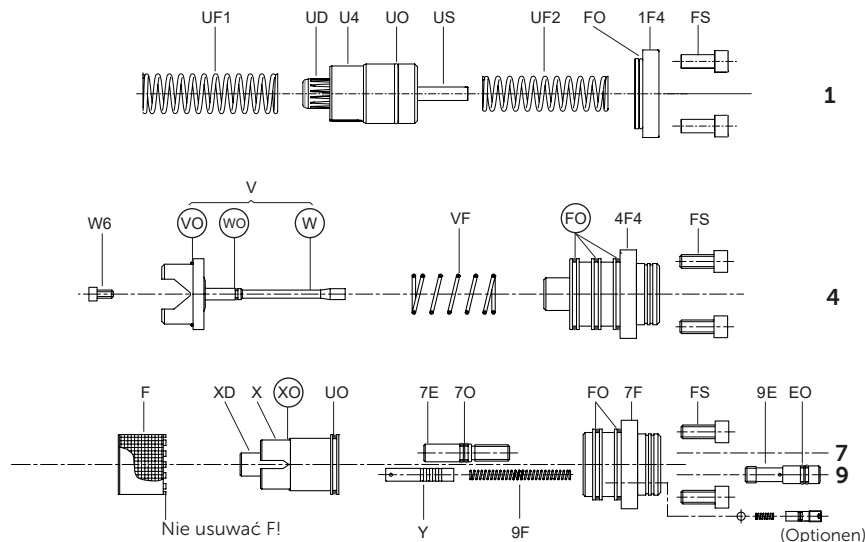 UF1 UD U4 UO US UF2 FO 1F4 FS
1
V
W6 VO WO W VF FO 4F4 FS
4
F XD X XO UO 7E 7O FO 7F FS 9E EO
7
9
Nie usuwać F! Y 9F (Optionen)